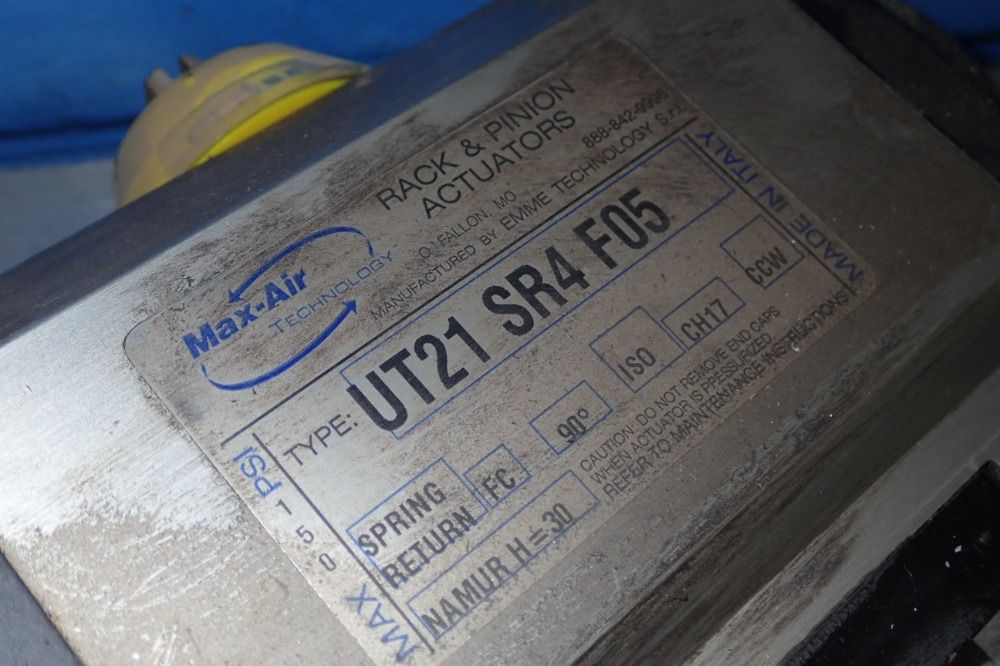 Max-Air
TECHNOLOGY
RACK & PINION
ACTUATORS
O, FALLON, MO
888-842-9998
MANUFACTURED BY EMME TECHNOLOGY S.r.l.
TYPE: UT21 SR4 F05
MADE IN ITALY
PSI
150
MAX
SPRING
RETURN
FC
90°
ISO
CH17
CCW
NAMUR H = 30
CAUTION: DO NOT REMOVE END CAPS
WHEN ACTUATOR IS PRESSURIZED
REFER TO MAINTENANCE INSTRUCTIONS